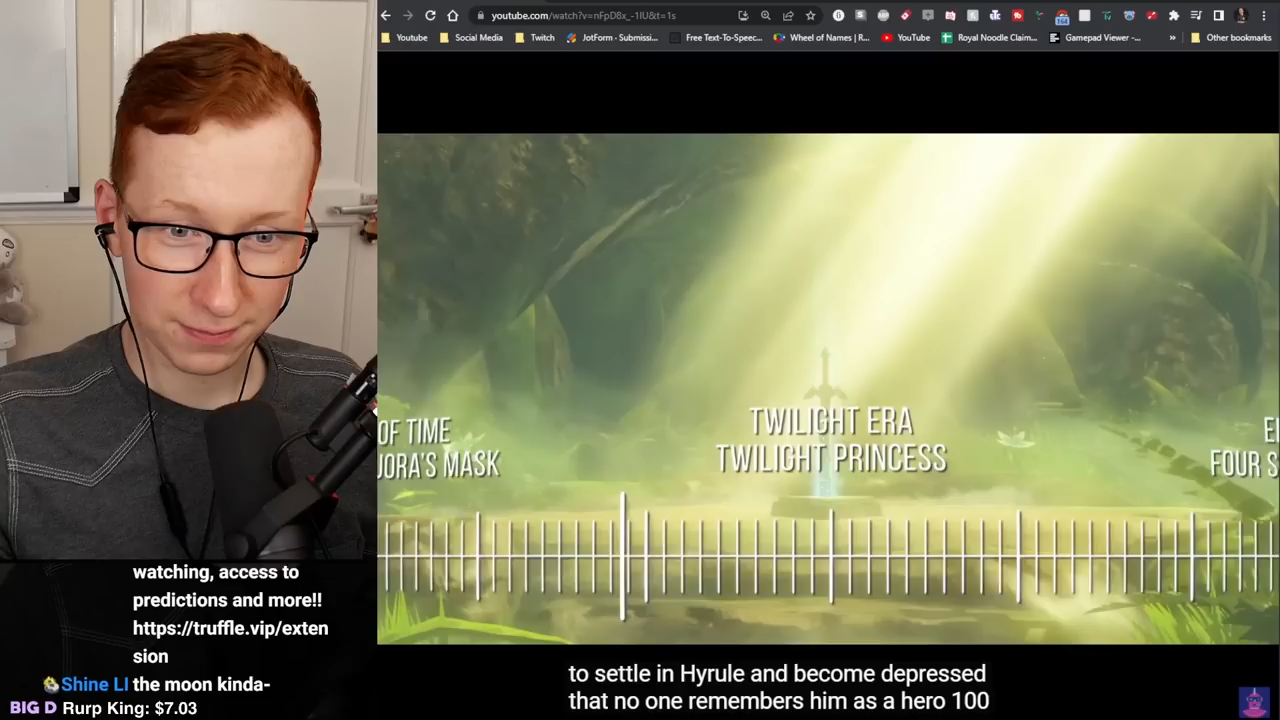 youtube.com/watch?v=nFpD8x_-1IU&t=1s
Youtube
Social Media
Twitch
JotForm · Submissi...
Free Text-To-Speec...
Wheel of Names | R...
YouTube
Royal Noodle Claim...
Gamepad Viewer -...
»
Other bookmarks
OF TIME
JORA'S MASK
TWILIGHT ERA
TWILIGHT PRINCESS
FOUR S
to settle in Hyrule and become depressed
that no one remembers him as a hero 100
watching, access to
predictions and more!!
https://truffle.vip/exten
sion
Shine LI the moon kinda-
BIG D Rurp King: $7.03